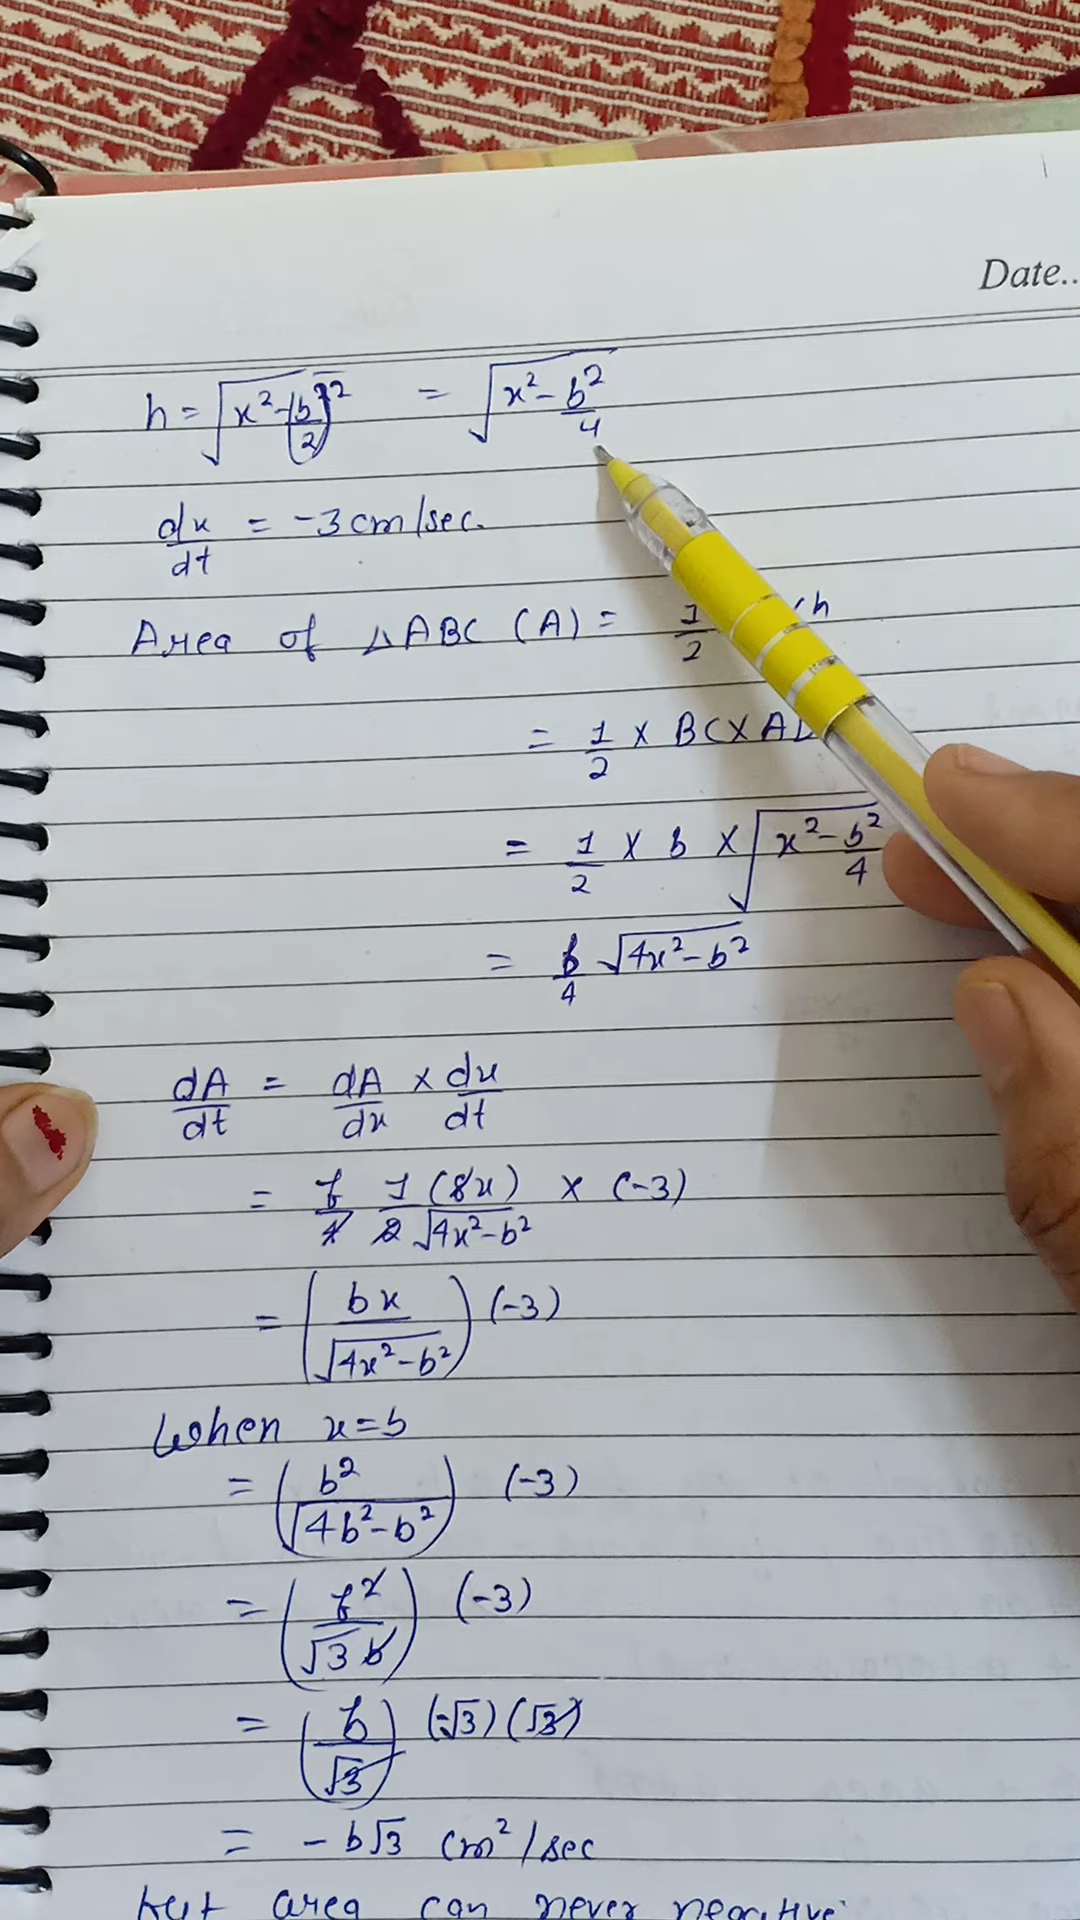 Date..
h = √(x² - (b/2)²) = √(x² - b²/4)
dx/dt = -3 cm/sec.
Area of △ABC (A) = 1/2 h
= 1/2 × BC × AD
= 1/2 × b × √(x² - b²/4)
= b/4 √(4x² - b²)
dA/dt = dA/dx × dx/dt
= b/4 1/2 (8x)/√(4x² - b²) × (-3)
= (bx/√(4x² - b²)) (-3)
When x = b
= (b²/√(4b² - b²)) (-3)
= (b²/√3 b) (-3)
= (b/√3) (-√3) (√3)
= - b√3 cm²/sec
but area can never negative